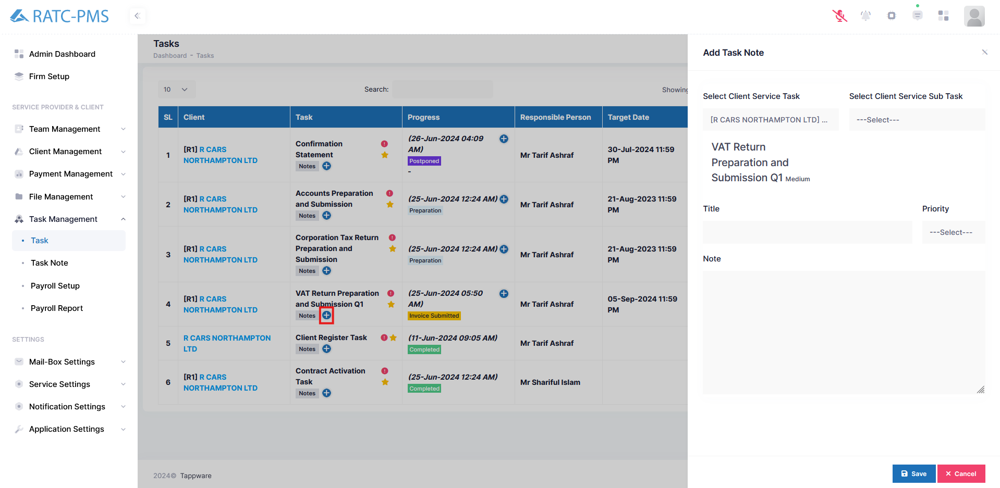 RATC-PMS
Admin Dashboard
Firm Setup
SERVICE PROVIDER & CLIENT
Team Management
Client Management
Payment Management
File Management
Task Management
Task
Task Note
Payroll Setup
Payroll Report
SETTINGS
Mail-Box Settings
Service Settings
Notification Settings
Application Settings
Tasks
Dashboard - Tasks
10
Search:
Showing
SL Client Task Progress Responsible Person Target Date
1
[R1] R CARS
NORTHAMPTON LTD
Confirmation
Statement
Notes
(26-Jun-2024 04:09
AM)
Postponed
-
Mr Tarif Ashraf
30-Jul-2024 11:59
PM
2
[R1] R CARS
NORTHAMPTON LTD
Accounts Preparation
and Submission
Notes
(25-Jun-2024 12:24 AM)
Preparation
Mr Tarif Ashraf
21-Aug-2023 11:59
PM
3
[R1] R CARS
NORTHAMPTON LTD
Corporation Tax Return
Preparation and
Submission
Notes
(25-Jun-2024 12:24 AM)
Preparation
Mr Tarif Ashraf
21-Aug-2023 11:59
PM
4
[R1] R CARS
NORTHAMPTON LTD
VAT Return Preparation
and Submission Q1
Notes
(25-Jun-2024 05:50
AM)
Invoice Submitted
Mr Tarif Ashraf
05-Sep-2024 11:59
PM
5
R CARS NORTHAMPTON
LTD
Client Register Task
Notes
(11-Jun-2024 09:05 AM)
Completed
Mr Tarif Ashraf
6
[R1] R CARS
NORTHAMPTON LTD
Contract Activation
Task
Notes
(25-Jun-2024 12:24 AM)
Completed
Mr Shariful Islam
2024© Tappware
Add Task Note
Select Client Service Task
Select Client Service Sub Task
[R CARS NORTHAMPTON LTD] ...
---Select---
VAT Return
Preparation and
Submission Q1 Medium
Title
Priority
---Select---
Note
Save
Cancel